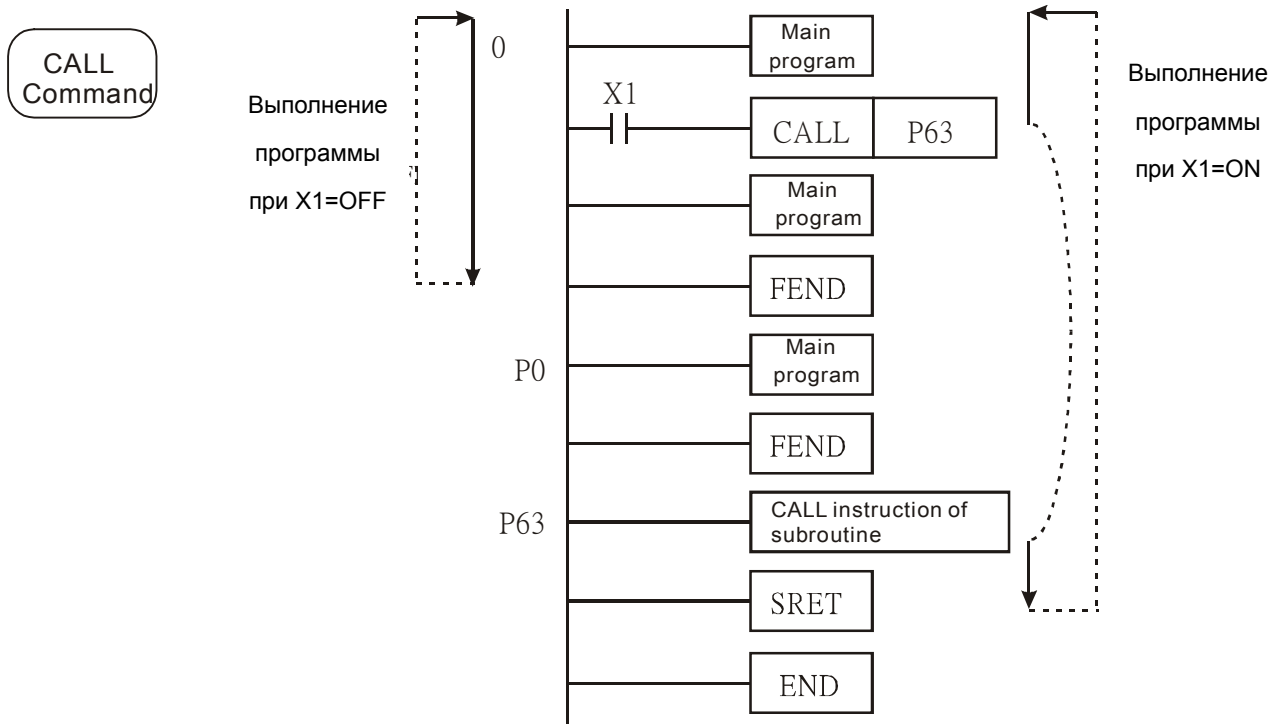 CALL
Command
Выполнение
программы
при X1=OFF
0
Main
program
X1
CALL P63
Main
program
FEND
P0
Main
program
FEND
P63
CALL instruction of
subroutine
SRET
END
Выполнение
программы
при X1=ON